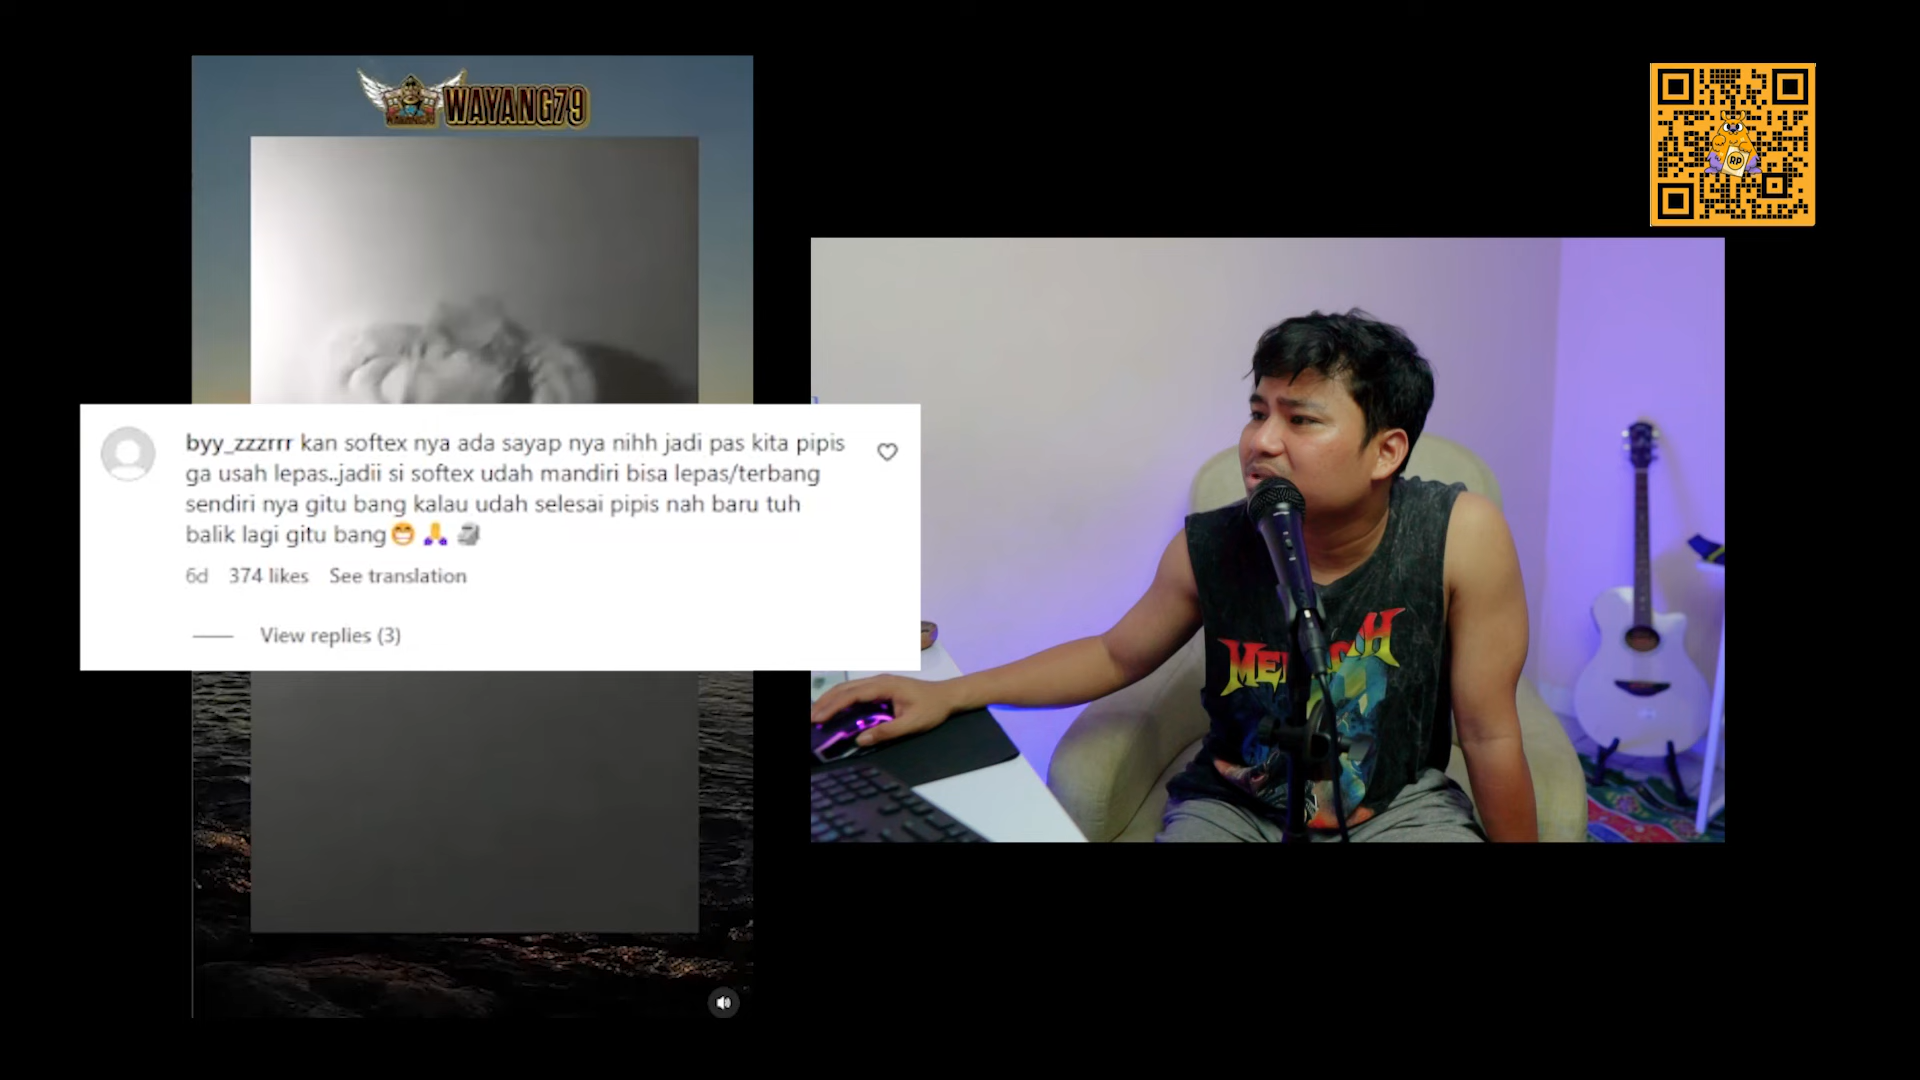 WAYANG79
RP
byy_zzzrrr kan softex nya ada sayap nya nihh jadi pas kita pipis
ga usah lepas..jadii si softex udah mandiri bisa lepas/terbang
sendiri nya gitu bang kalau udah selesai pipis nah baru tuh
balik lagi gitu bang😁🙏🗿
6d 374 likes See translation
View replies (3)